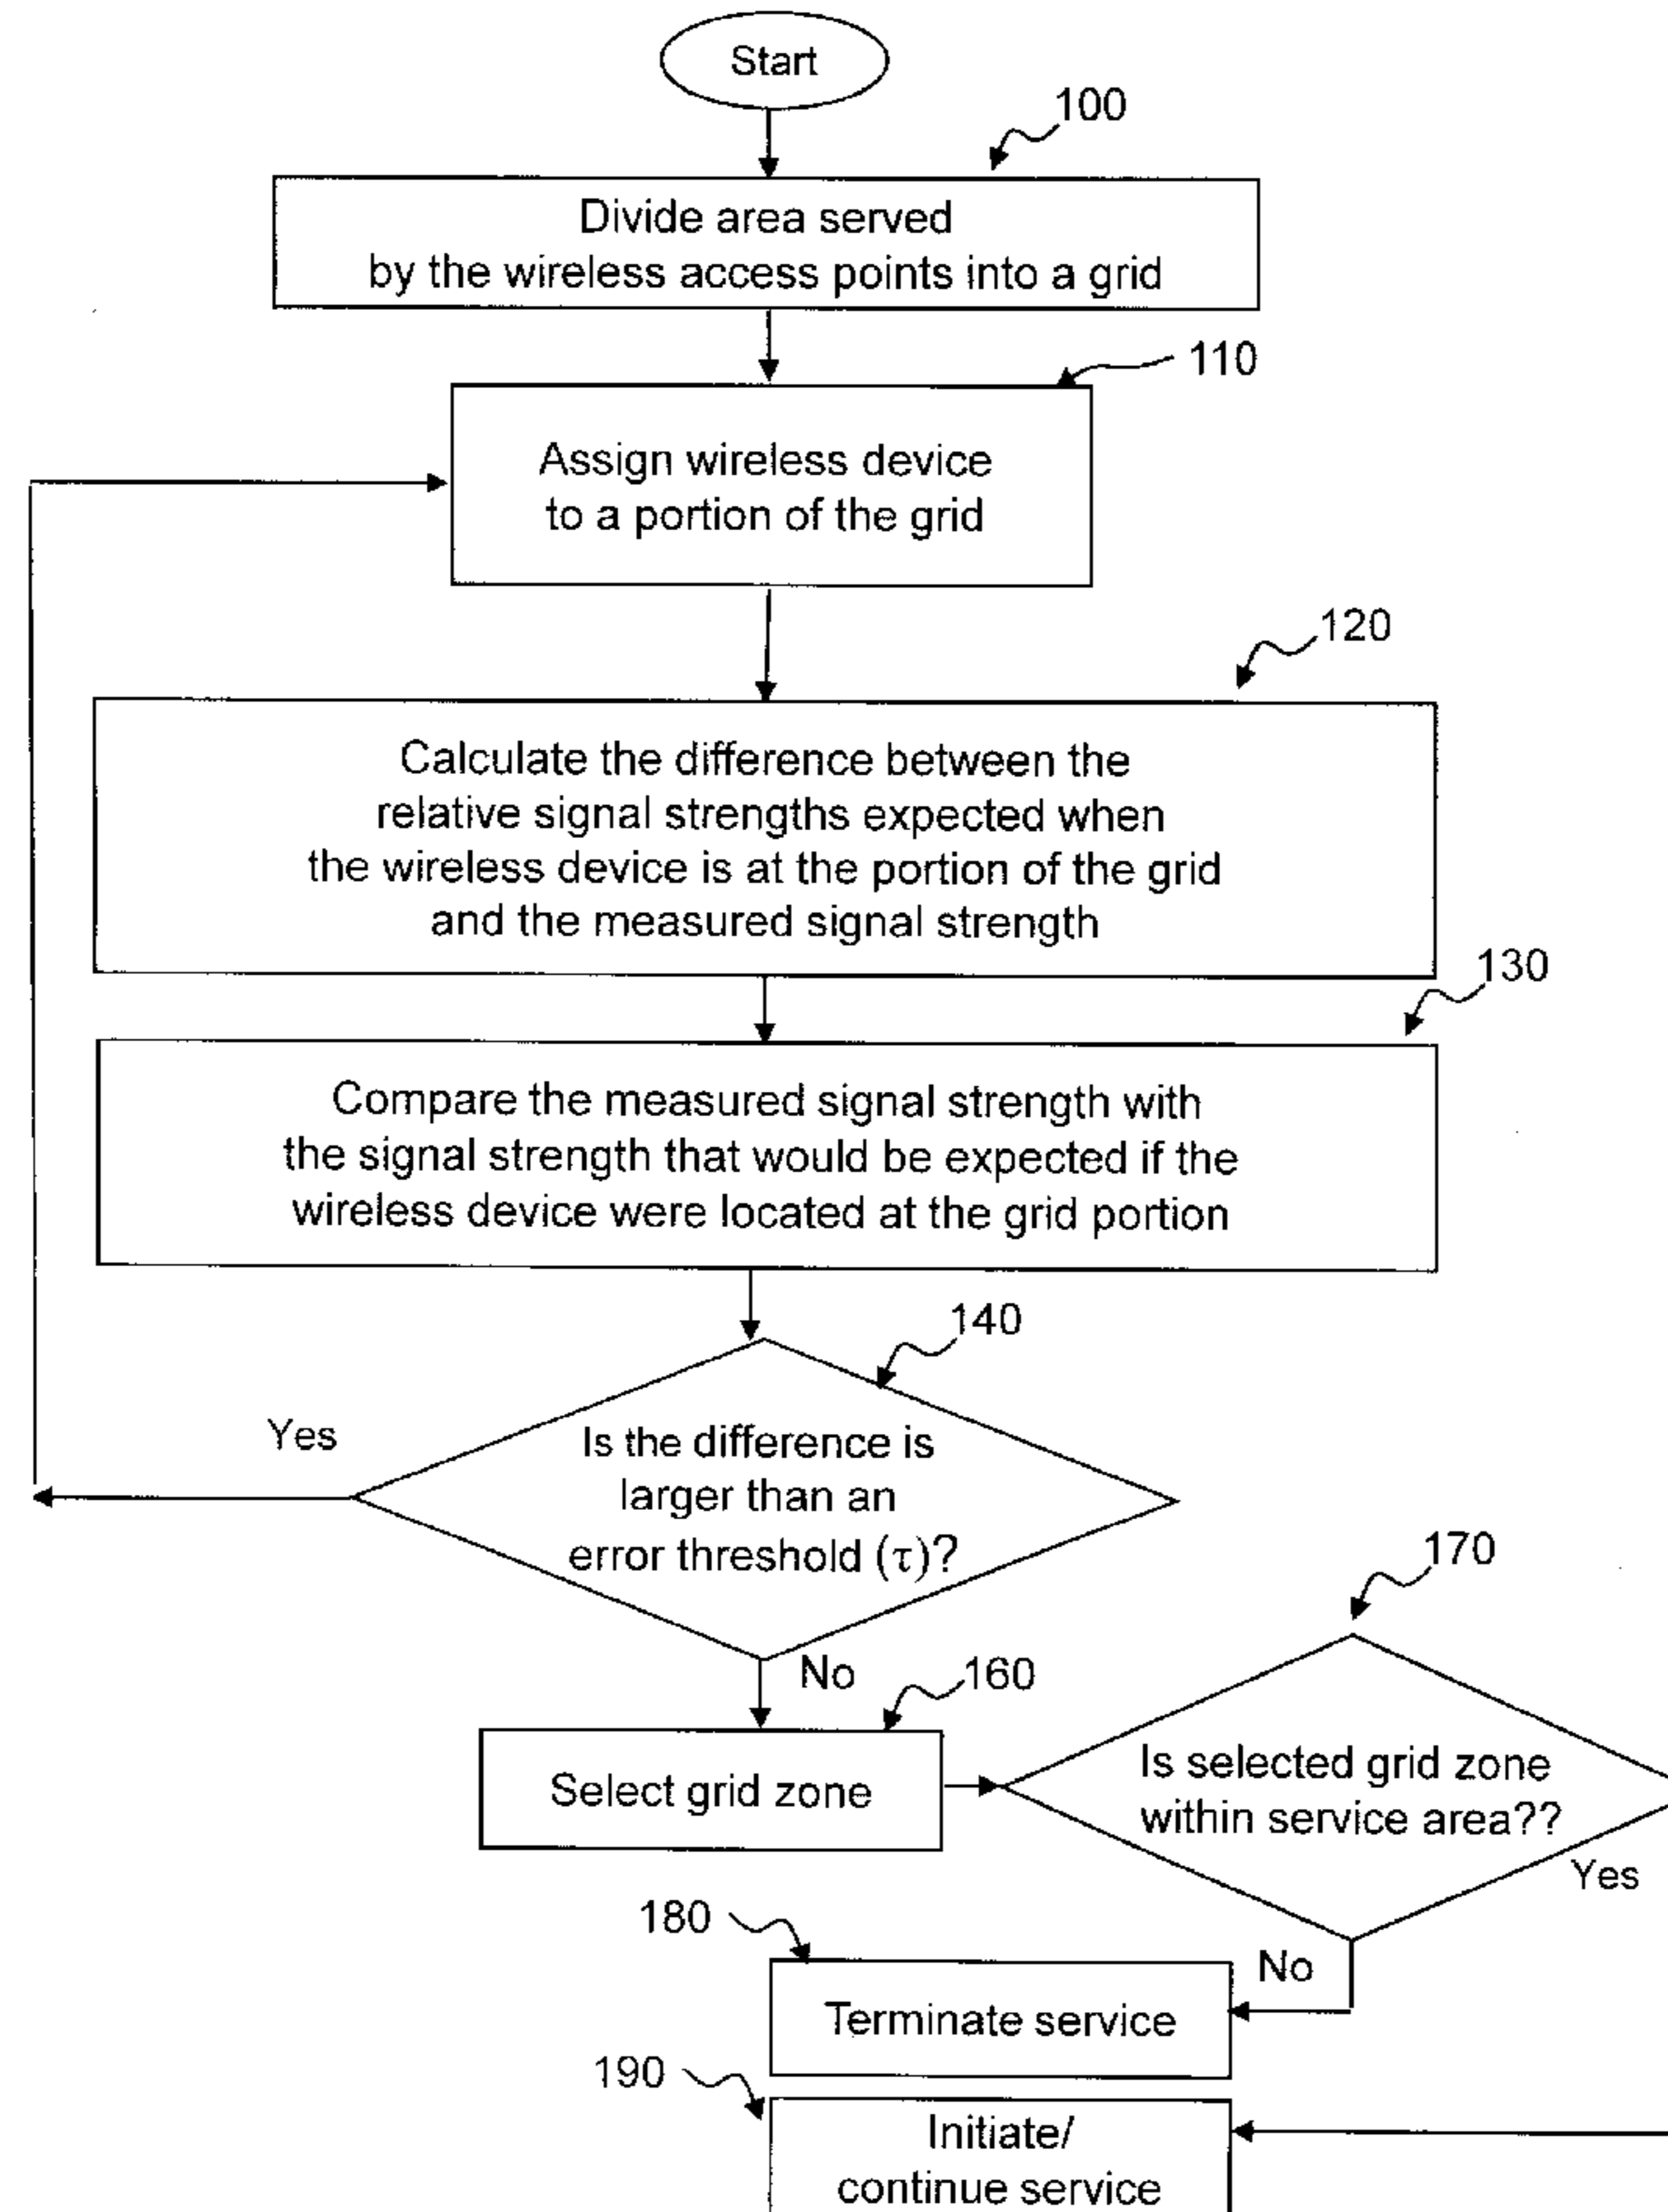 Start
100
Divide area served
by the wireless access points into a grid
110
Assign wireless device
to a portion of the grid
120
Calculate the difference between the
relative signal strengths expected when
the wireless device is at the portion of the grid
and the measured signal strength
130
Compare the measured signal strength with
the signal strength that would be expected if the
wireless device were located at the grid portion
140
Yes
Is the difference is
larger than an
error threshold (τ)?
170
No
160
Select grid zone
Is selected grid zone
within service area??
Yes
180
No
Terminate service
190
Initiate/
continue service